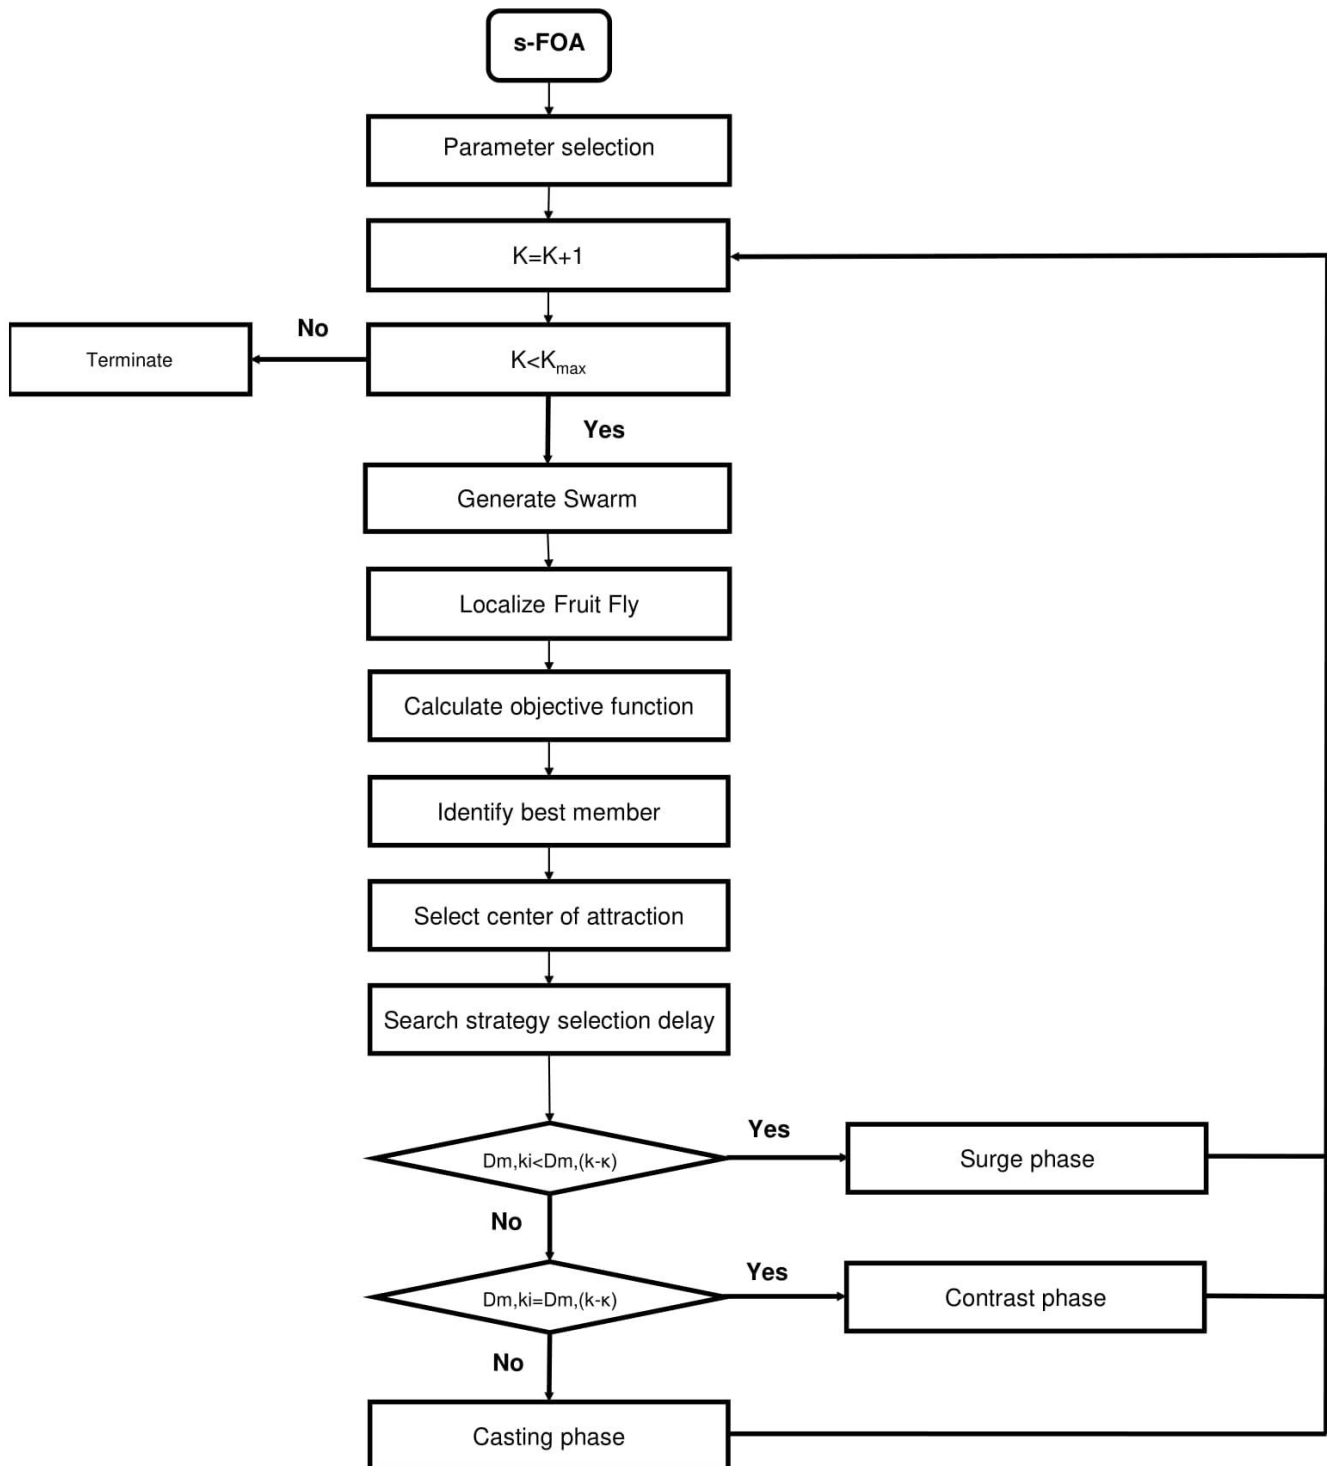 s-FOA
Parameter selection
K=K+1
No
Terminate
K<Kmax
Yes
Generate Swarm
Localize Fruit Fly
Calculate objective function
Identify best member
Select center of attraction
Search strategy selection delay
Yes
Dm,ki<Dm,(k-κ)
Surge phase
No
Yes
Dm,ki=Dm,(k-κ)
Contrast phase
No
Casting phase